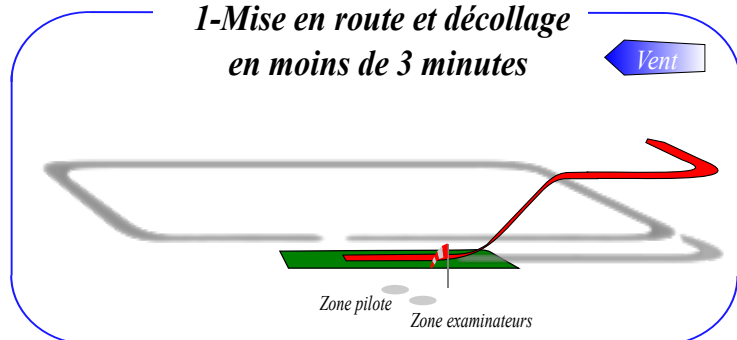 1-Mise en route et décollage
en moins de 3 minutes
Vent
Zone pilote
Zone examinateurs